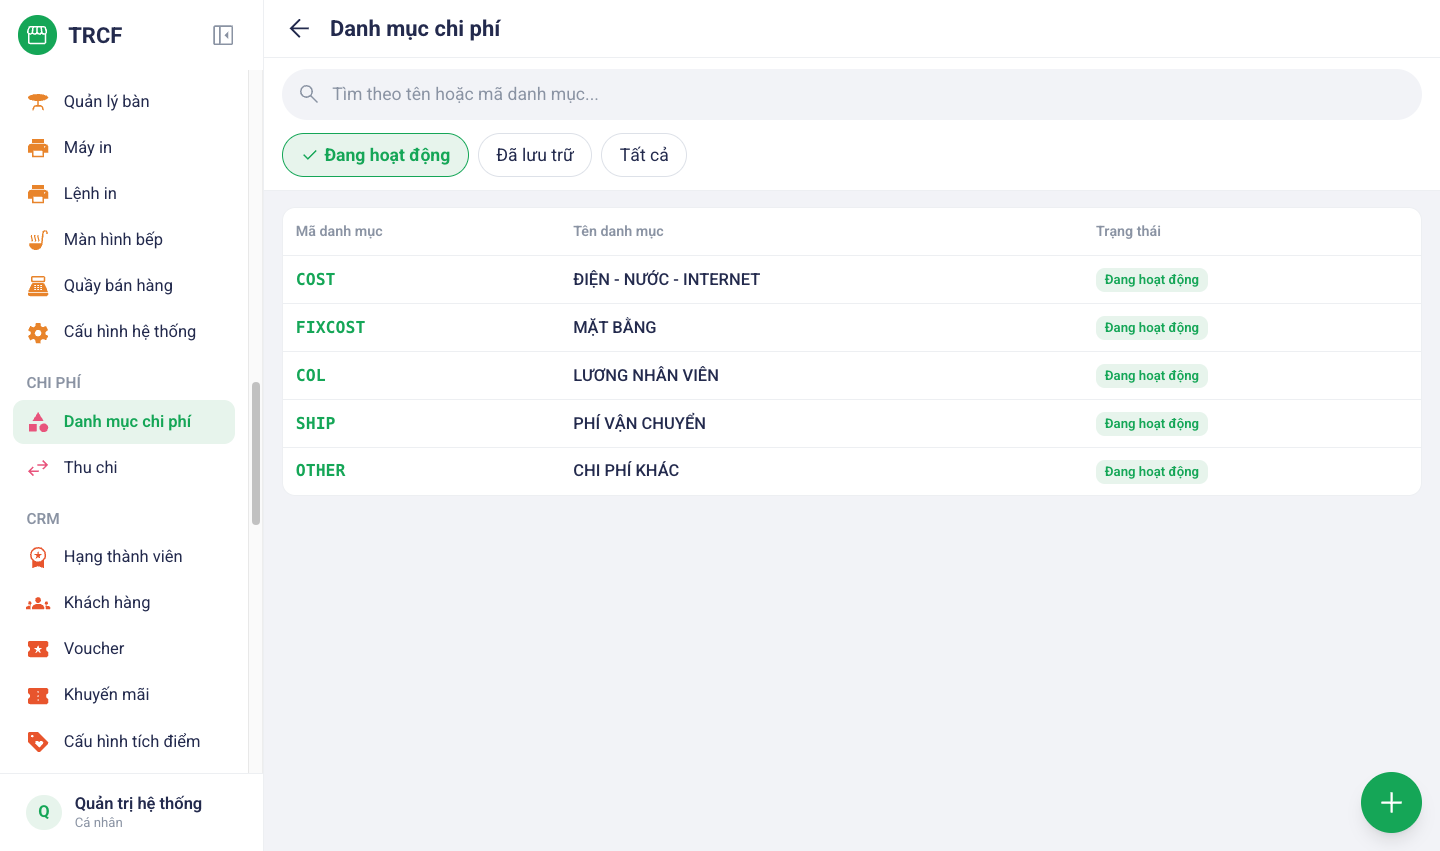 TRCF
Quản lý bàn
Máy in
Lệnh in
Màn hình bếp
Quầy bán hàng
Cấu hình hệ thống
CHI PHÍ
Danh mục chi phí
Thu chi
CRM
Hạng thành viên
Khách hàng
Voucher
Khuyến mãi
Cấu hình tích điểm
Q
Quản trị hệ thống
Cá nhân
Danh mục chi phí
Tìm theo tên hoặc mã danh mục...
Đang hoạt động Đã lưu trữ Tất cả
Mã danh mục Tên danh mục Trạng thái
COST ĐIỆN - NƯỚC - INTERNET Đang hoạt động
FIXCOST MẶT BẰNG Đang hoạt động
COL LƯƠNG NHÂN VIÊN Đang hoạt động
SHIP PHÍ VẬN CHUYỂN Đang hoạt động
OTHER CHI PHÍ KHÁC Đang hoạt động